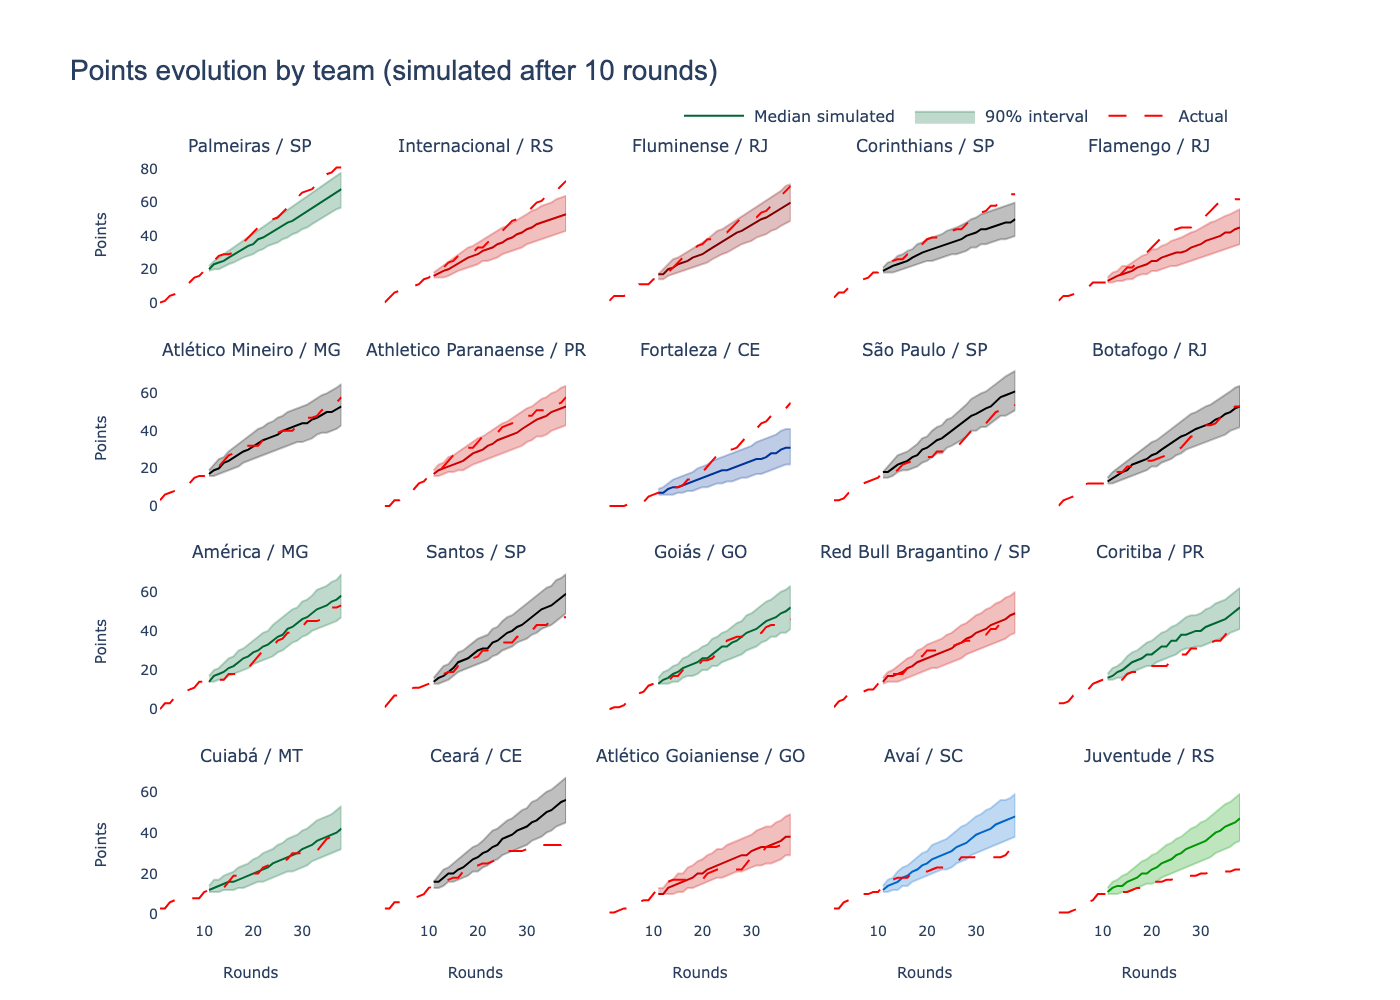 Points evolution by team (simulated after 10 rounds)
Median simulated 90% interval Actual
Palmeiras / SP Internacional / RS Fluminense / RJ Corinthians / SP Flamengo / RJ
80
60
40
20
0
Points
Atlético Mineiro / MG Athletico Paranaense / PR Fortaleza / CE São Paulo / SP Botafogo / RJ
60
40
20
0
Points
América / MG Santos / SP Goiás / GO Red Bull Bragantino / SP Coritiba / PR
60
40
20
0
Points
Cuiabá / MT Ceará / CE Atlético Goianiense / GO Avaí / SC Juventude / RS
60
40
20
0
Points
10 20 30 10 20 30 10 20 30 10 20 30 10 20 30
Rounds Rounds Rounds Rounds Rounds